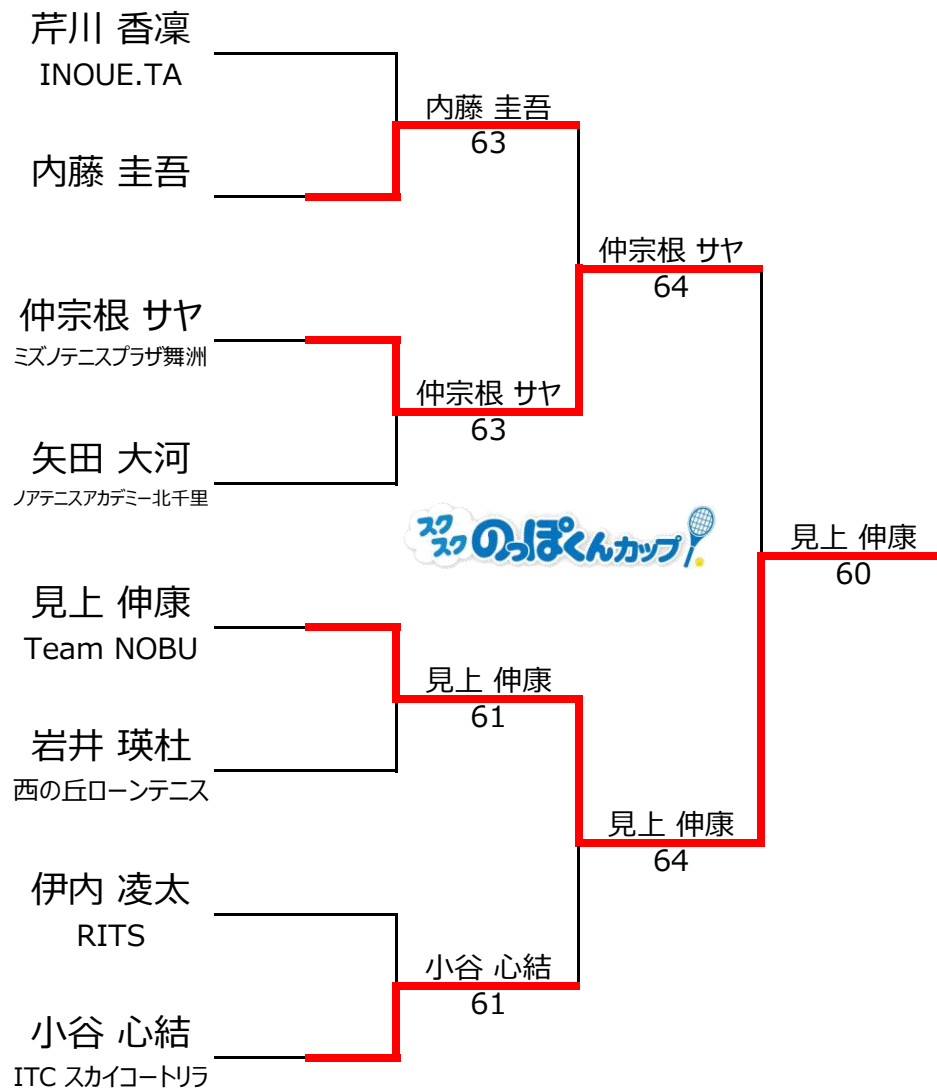 芹川 香凜
INOUE.TA
内藤 圭吾
63
内藤 圭吾
仲宗根 サヤ
64
仲宗根 サヤ
ミズノテニスプラザ舞洲
仲宗根 サヤ
63
矢田 大河
ノアテニスアカデミー北千里
スクスクのっぽくんカップ
見上 伸康
60
見上 伸康
Team NOBU
見上 伸康
61
岩井 瑛杜
西の丘ローンテニス
見上 伸康
64
伊内 凌太
RITS
小谷 心結
61
小谷 心結
ITC スカイコートリラ